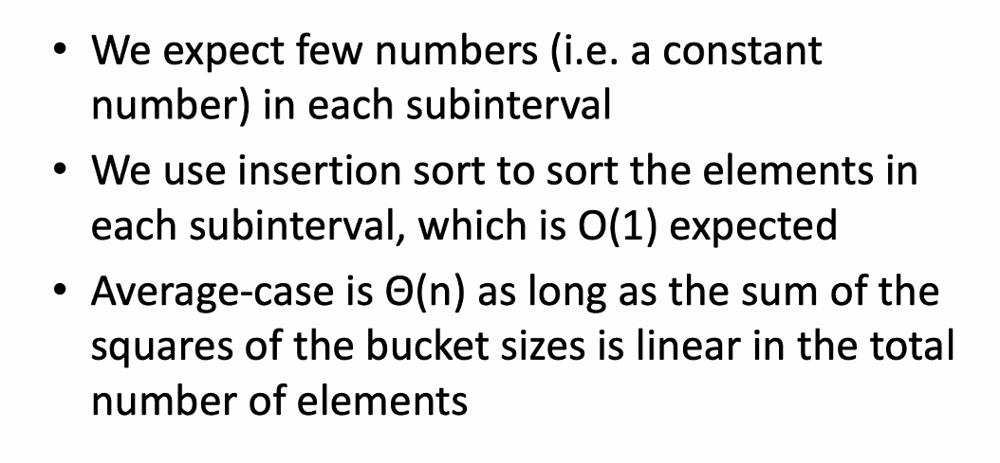 • We expect few numbers (i.e. a constant
number) in each subinterval
• We use insertion sort to sort the elements in
each subinterval, which is O(1) expected
• Average-case is Θ(n) as long as the sum of the
squares of the bucket sizes is linear in the total
number of elements